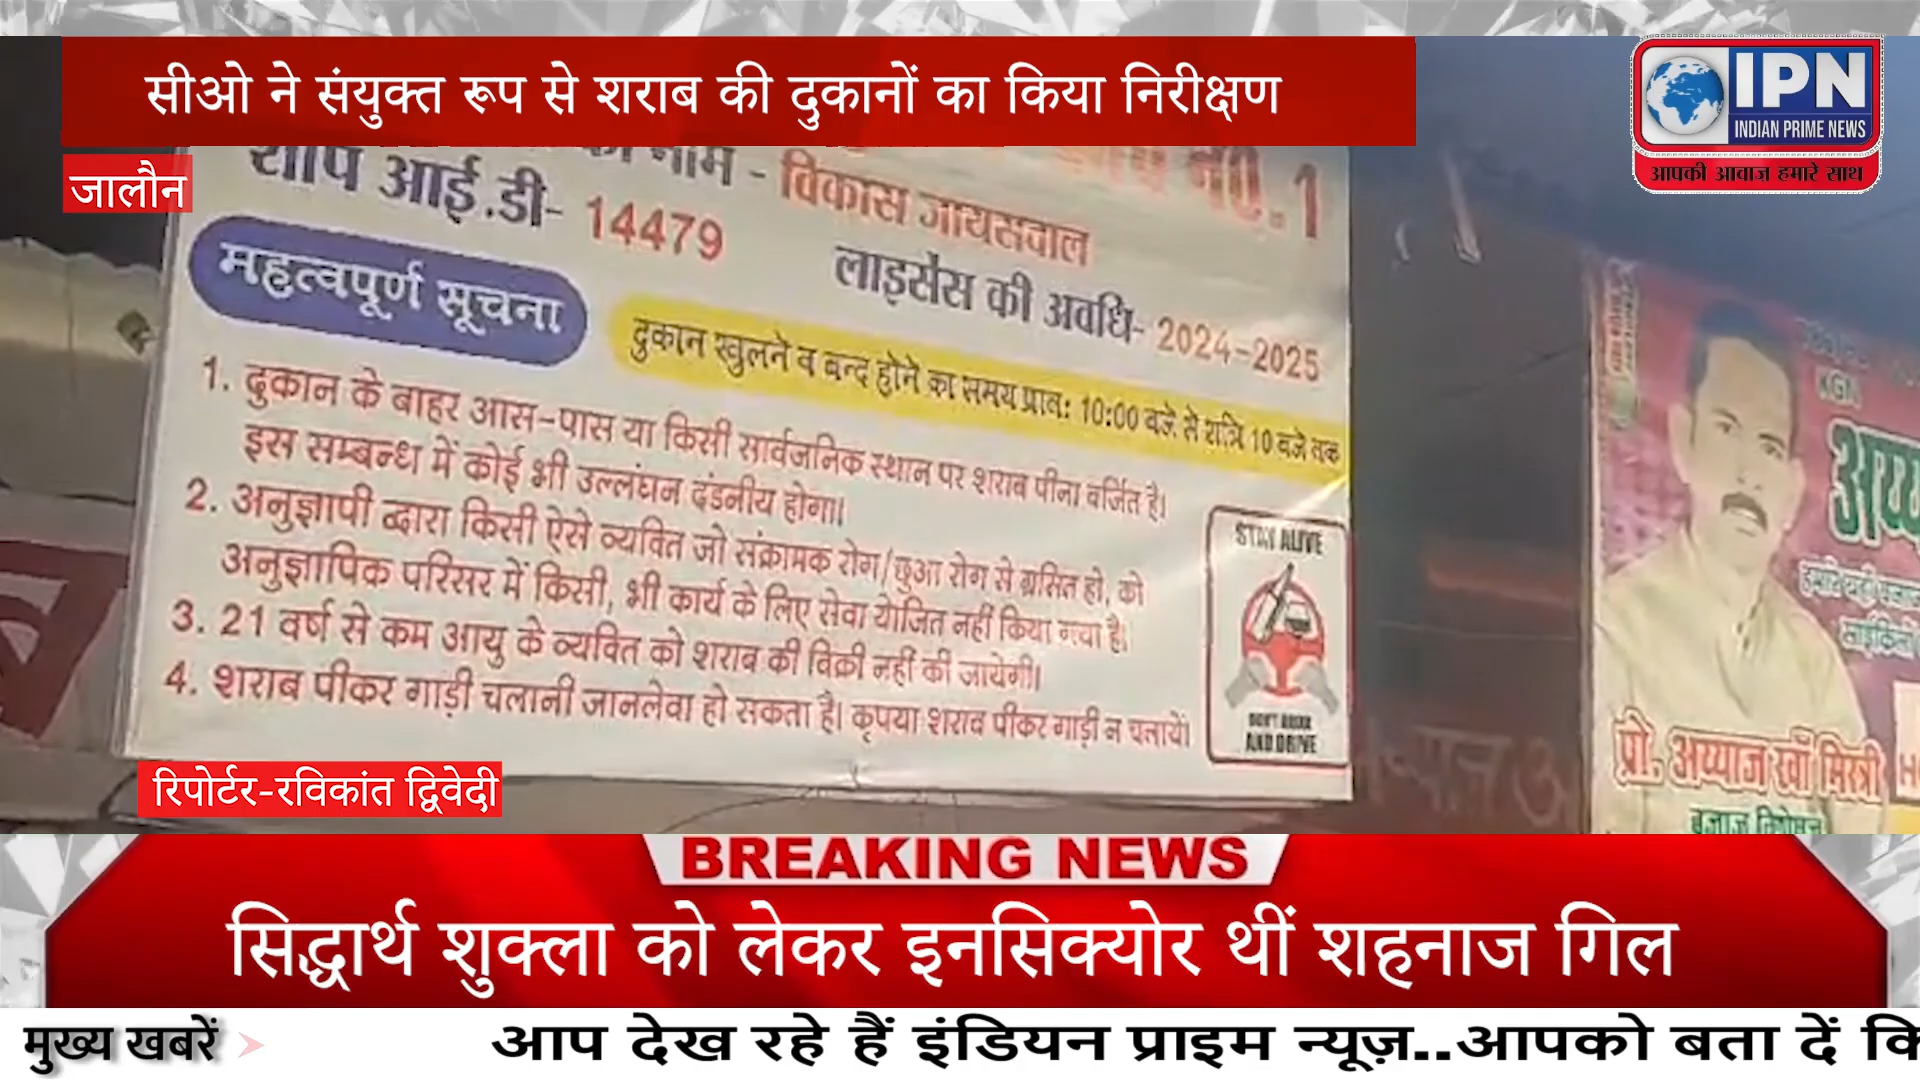 सीओ ने संयुक्त रूप से शराब की दुकानों का किया निरीक्षण
IPN
INDIAN PRIME NEWS
आपकी आवाज़ हमारे साथ
जालौन
नाम - विकास जायसवाल
नं0.1
शॉप आई.डी- 14479
लाइसेंस की अवधि- 2024-2025
महत्वपूर्ण सूचना
दुकान खुलने व बन्द होने का समय प्रातः 10:00 बजे से रात्रि 10 बजे तक
1. दुकान के बाहर आस-पास या किसी सार्वजनिक स्थान पर शराब पीना वर्जित है।
इस सम्बन्ध में कोई भी उल्लंघन दंडनीय होगा।
2. अनुज्ञापी द्वारा किसी ऐसे व्यक्ति जो संक्रामक रोग/छुआ रोग से ग्रसित हो, को
अनुज्ञापिक परिसर में किसी, भी कार्य के लिए सेवा योजित नहीं किया गया है।
3. 21 वर्ष से कम आयु के व्यक्ति को शराब की विक्री नहीं की जायेगी।
4. शराब पीकर गाड़ी चलानी जानलेवा हो सकता है। कृपया शराब पीकर गाड़ी न चलाये।
STAY ALIVE
DON'T DRINK
AND DRIVE
KGN
प्रो. अय्याज खाँ मिस्त्री
रिपोर्टर-रविकांत द्विवेदी
BREAKING NEWS
सिद्धार्थ शुक्ला को लेकर इनसिक्योर थीं शहनाज गिल
मुख्य खबरें
आप देख रहे हैं इंडियन प्राइम न्यूज़..आपको बता दें कि